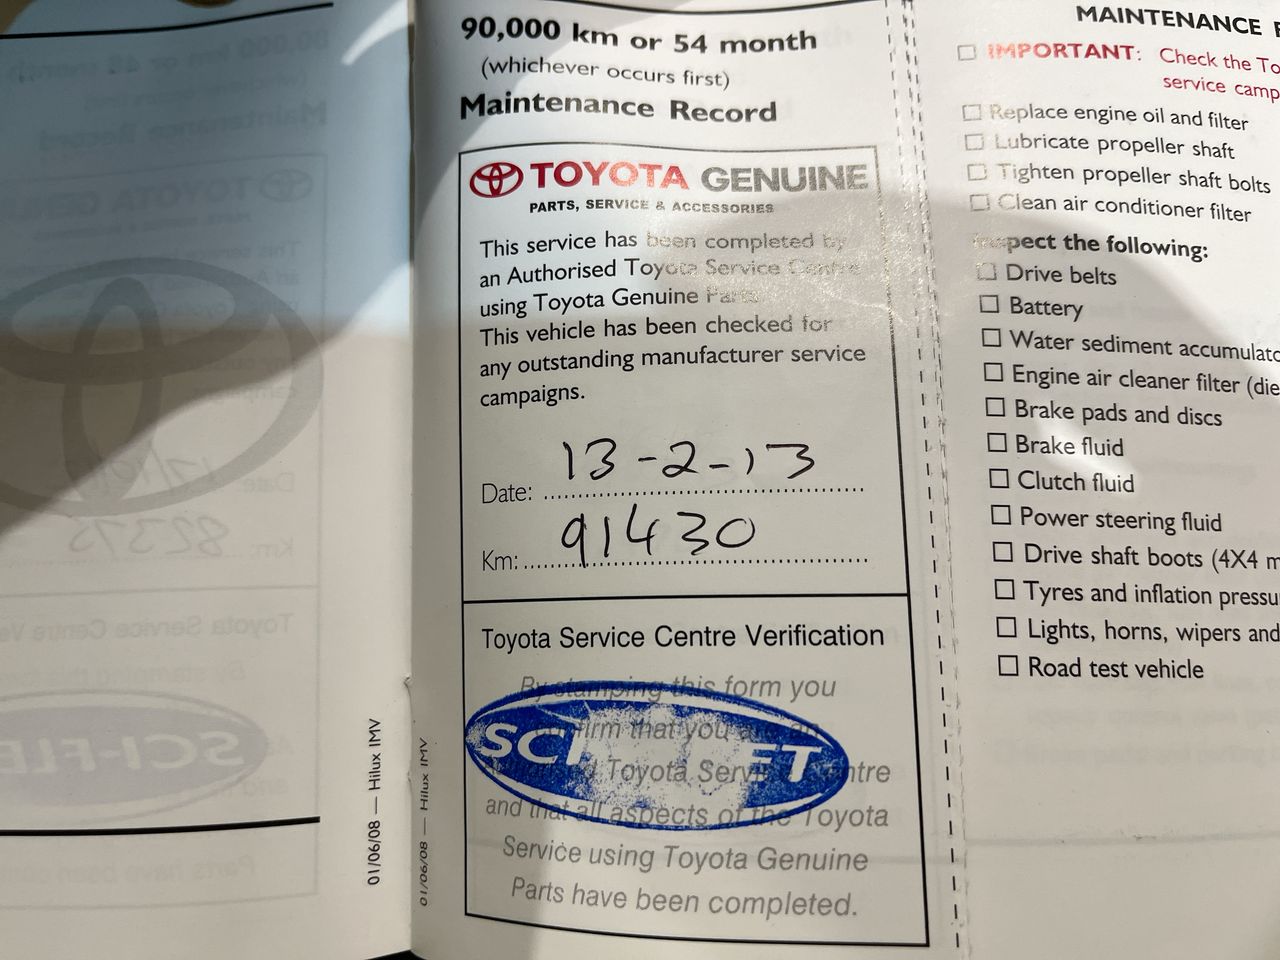 90,000 km or 54 month
(whichever occurs first)
Maintenance Record
TOYOTA GENUINE
PARTS, SERVICE & ACCESSORIES
This service has been completed by
an Authorised Toyota Service Centre
using Toyota Genuine Parts
This vehicle has been checked for
any outstanding manufacturer service
campaigns.
Date: 13-2-13
Km: 91430
Toyota Service Centre Verification
By stamping this form you
confirm that you are an
Authorised Toyota Service Centre
and that all aspects of the Toyota
Service using Toyota Genuine
Parts have been completed.
SCI FLEET
01/06/08 — Hilux IMV
01/06/08 — Hilux IMV
MAINTENANCE
☐ IMPORTANT: Check the
service
☐ Replace engine oil and filter
☐ Lubricate propeller shaft
☐ Tighten propeller shaft bolts
☐ Clean air conditioner filter
Inspect the following:
☐ Drive belts
☐ Battery
☐ Water sediment
☐ Engine air cleaner filter
☐ Brake pads and discs
☐ Brake fluid
☐ Clutch fluid
☐ Power steering fluid
☐ Drive shaft boots (4X4
☐ Tyres and inflation
☐ Lights, horns, wipers and
☐ Road test vehicle